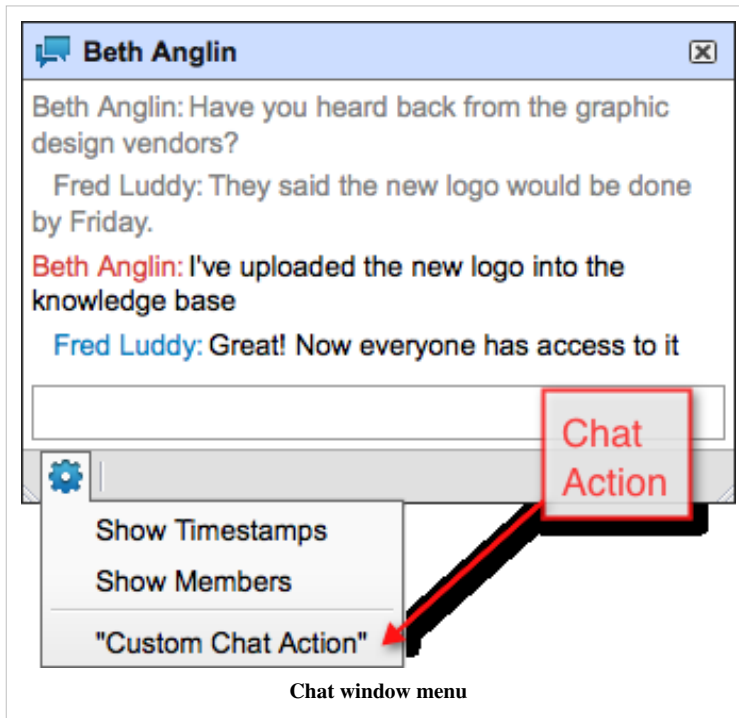 Beth Anglin
Beth Anglin: Have you heard back from the graphic
design vendors?
Fred Luddy: They said the new logo would be done
by Friday.
Beth Anglin: I've uploaded the new logo into the
knowledge base
Fred Luddy: Great! Now everyone has access to it
Chat
Action
Show Timestamps
Show Members
"Custom Chat Action"
Chat window menu